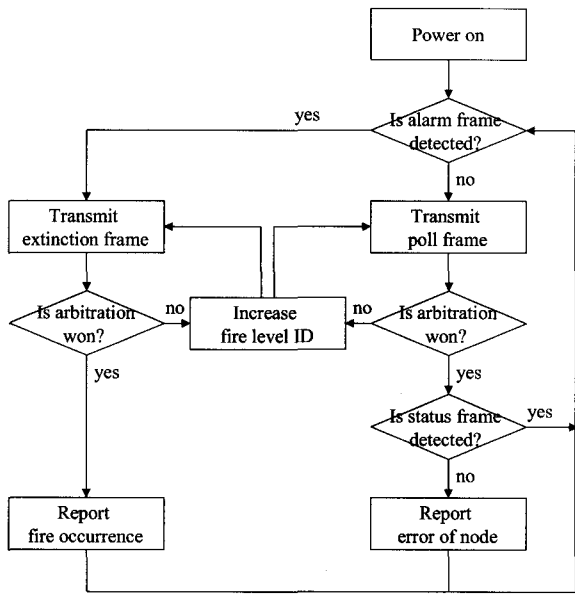 Power on
Is alarm frame
detected?
yes
no
Transmit
extinction frame
Transmit
poll frame
Is arbitration
won?
no
Increase
fire level ID
no
Is arbitration
won?
yes
yes
Is status frame
detected?
yes
no
Report
fire occurrence
Report
error of node